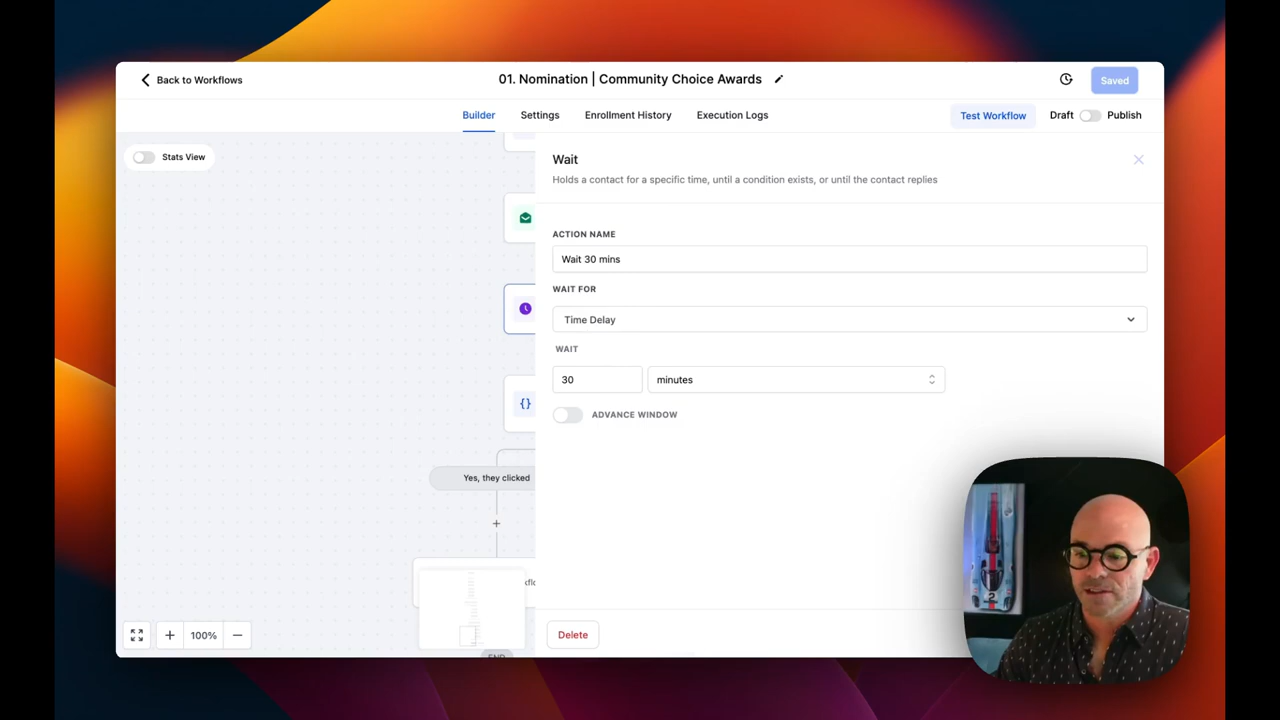 Back to Workflows
01. Nomination | Community Choice Awards
Saved
Builder
Settings
Enrollment History
Execution Logs
Test Workflow
Draft
Publish
Stats View
Wait
Holds a contact for a specific time, until a condition exists, or until the contact replies
ACTION NAME
Wait 30 mins
WAIT FOR
Time Delay
WAIT
30
minutes
ADVANCE WINDOW
{}
Yes, they clicked
+
100%
Delete
2